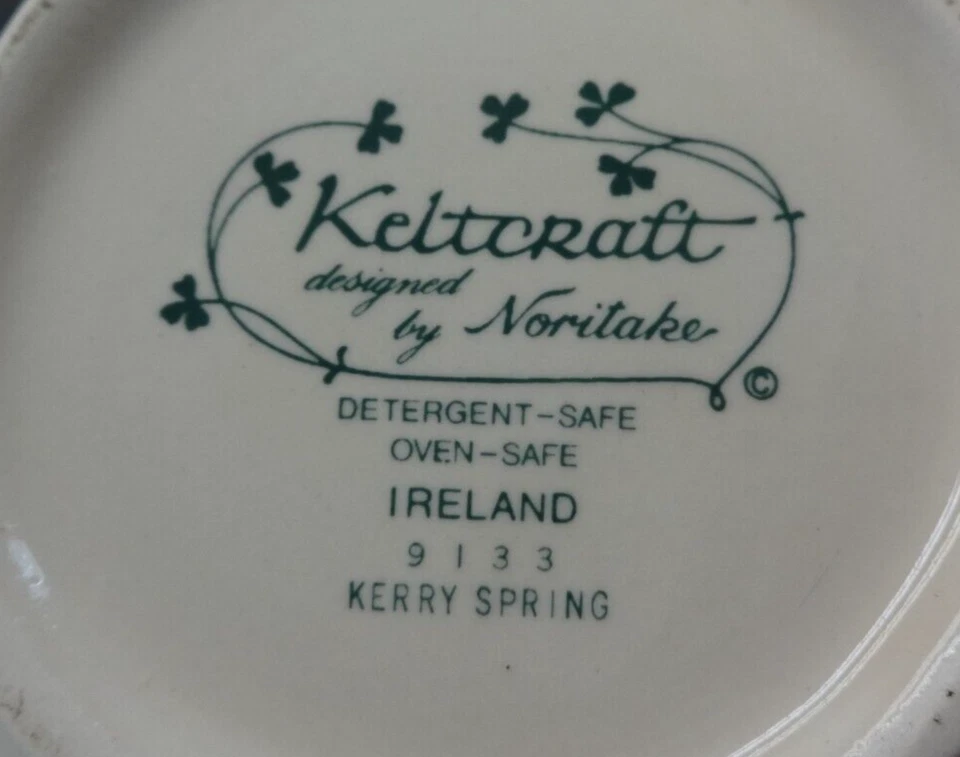 Keltcraft
designed
by Noritake
©
DETERGENT-SAFE
OVEN-SAFE
IRELAND
9133
KERRY SPRING